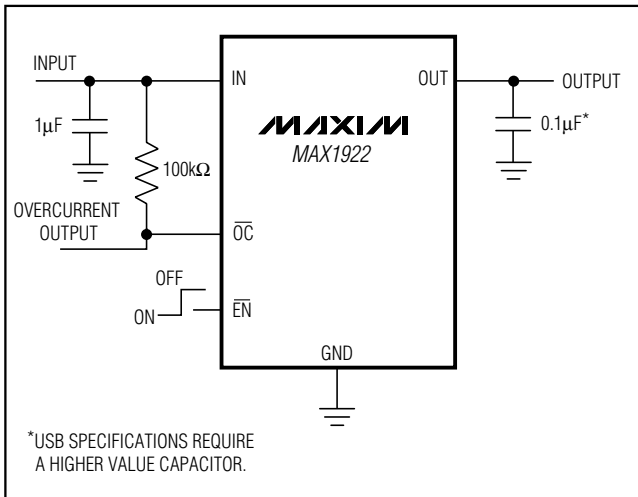 INPUT
IN
OUT
OUTPUT
1µF
MAXIM
MAX1922
0.1µF*
100kΩ
OVERCURRENT
OUTPUT
OC
OFF
ON
EN
GND
*USB SPECIFICATIONS REQUIRE
A HIGHER VALUE CAPACITOR.